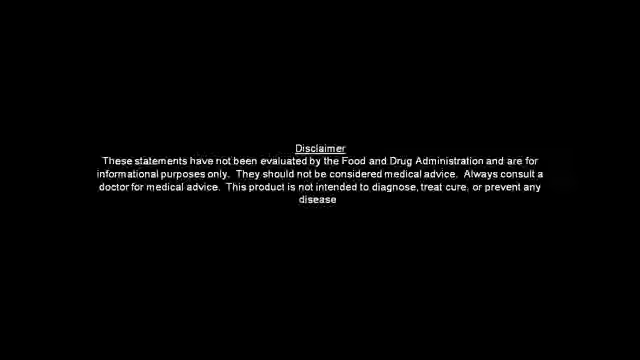 Disclaimer
These statements have not been evaluated by the Food and Drug Administration and are for
informational purposes only.  They should not be considered medical advice.  Always consult a
doctor for medical advice.  This product is not intended to diagnose, treat cure, or prevent any
disease